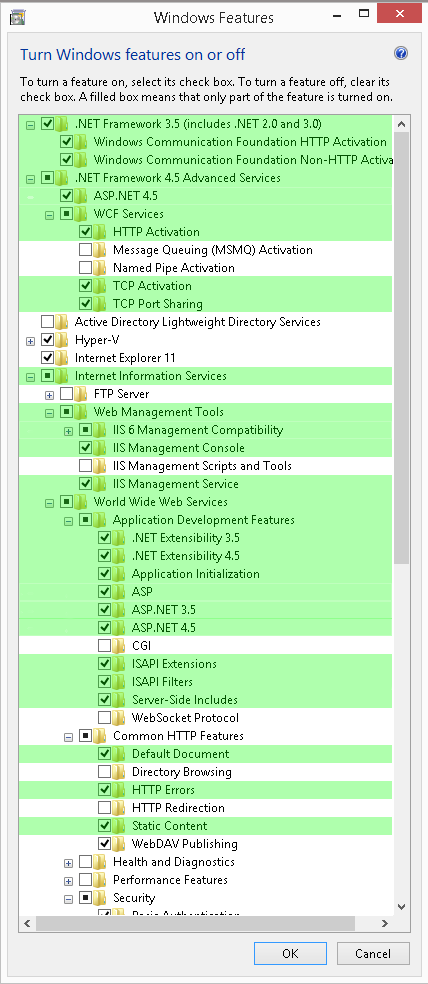 Windows Features
Turn Windows features on or off
To turn a feature on, select its check box. To turn a feature off, clear its
check box. A filled box means that only part of the feature is turned on.
.NET Framework 3.5 (includes .NET 2.0 and 3.0)
Windows Communication Foundation HTTP Activation
Windows Communication Foundation Non-HTTP Activa
.NET Framework 4.5 Advanced Services
ASP.NET 4.5
WCF Services
HTTP Activation
Message Queuing (MSMQ) Activation
Named Pipe Activation
TCP Activation
TCP Port Sharing
Active Directory Lightweight Directory Services
Hyper-V
Internet Explorer 11
Internet Information Services
FTP Server
Web Management Tools
IIS 6 Management Compatibility
IIS Management Console
IIS Management Scripts and Tools
IIS Management Service
World Wide Web Services
Application Development Features
.NET Extensibility 3.5
.NET Extensibility 4.5
Application Initialization
ASP
ASP.NET 3.5
ASP.NET 4.5
CGI
ISAPI Extensions
ISAPI Filters
Server-Side Includes
WebSocket Protocol
Common HTTP Features
Default Document
Directory Browsing
HTTP Errors
HTTP Redirection
Static Content
WebDAV Publishing
Health and Diagnostics
Performance Features
Security
Basic Authentication
OK Cancel